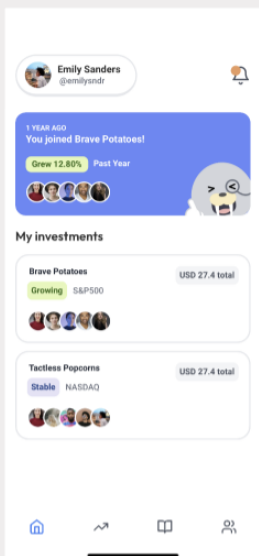 Emily Sanders
@emilysndr
1 YEAR AGO
You joined Brave Potatoes!
Grew 12.80% Past Year
My investments
Brave Potatoes
USD 27.4 total
Growing S&P500
Tactless Popcorns
USD 27.4 total
Stable NASDAQ